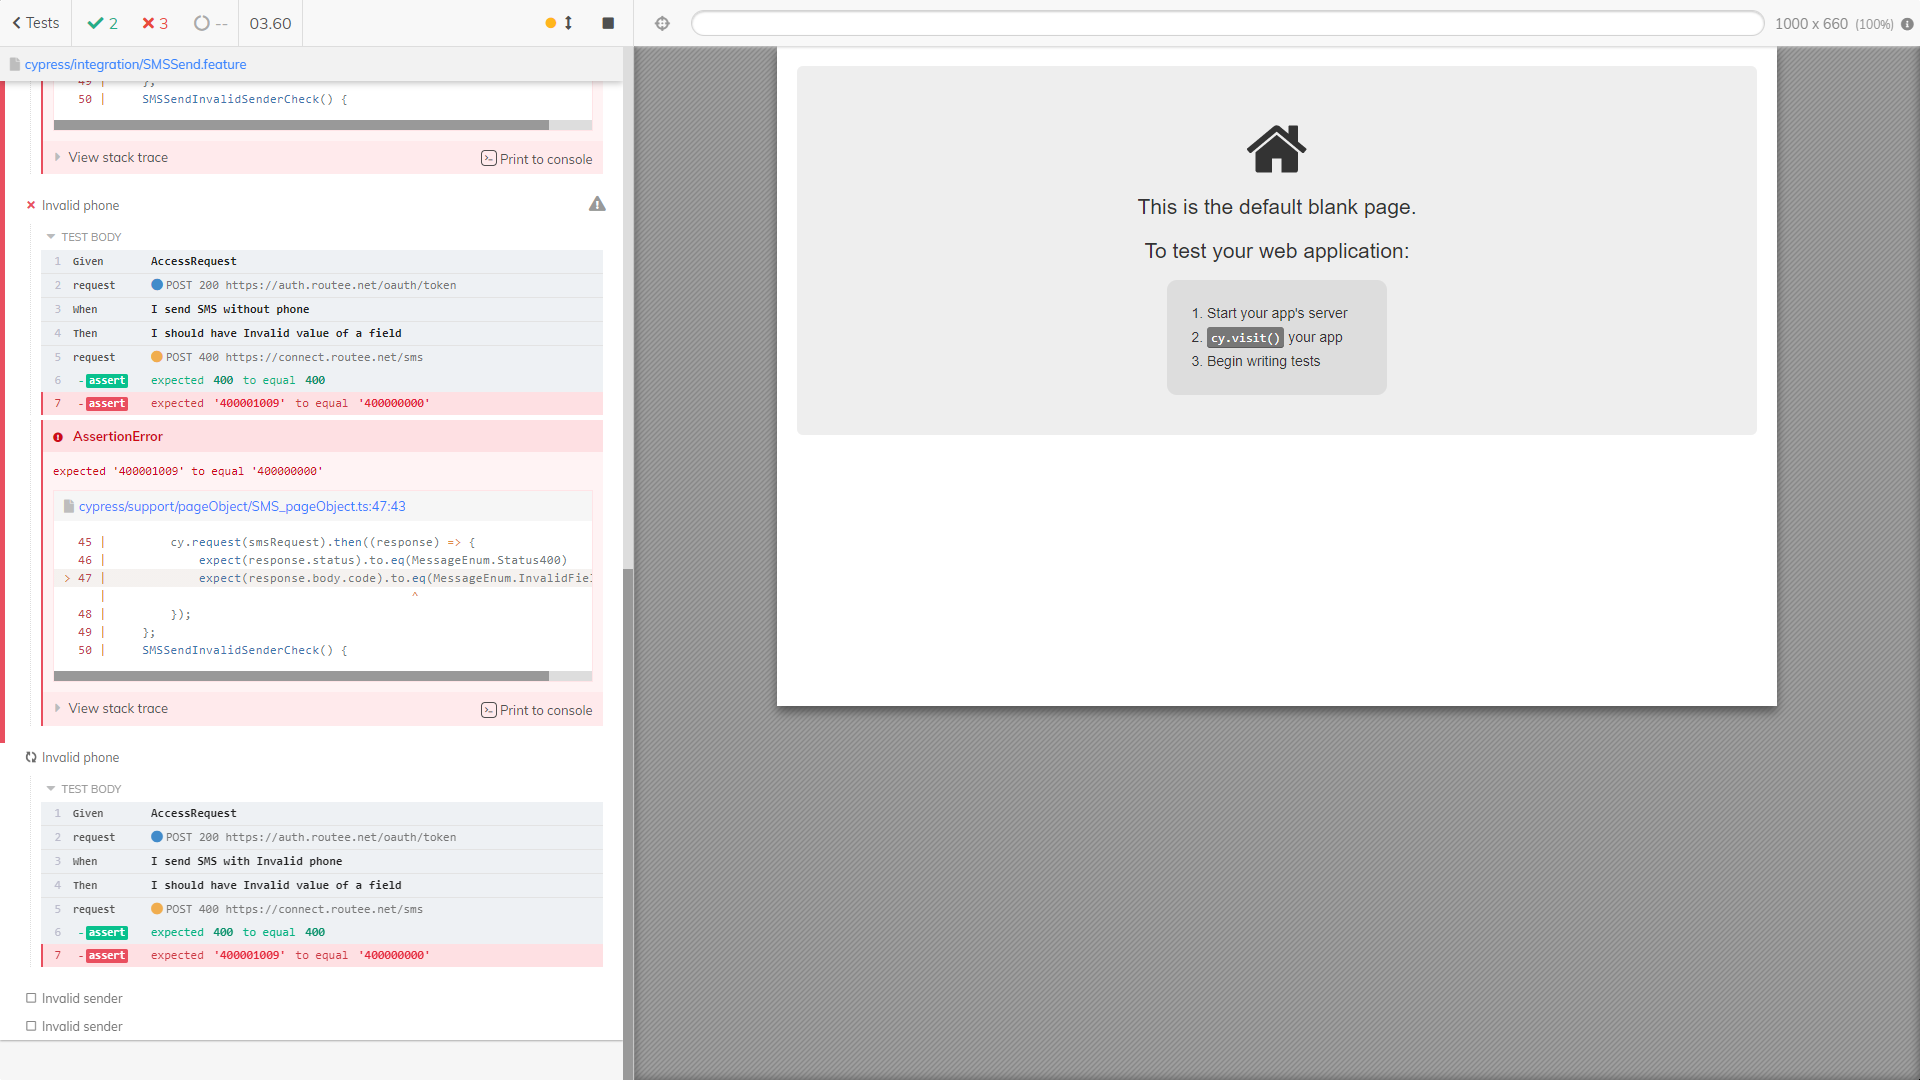 Tests
2
3
--
03.60
1000 x 660 (100%)
cypress/integration/SMSSend.feature
49 | };
50 | SMSSendInvalidSenderCheck() {
View stack trace
Print to console
Invalid phone
TEST BODY
1 Given AccessRequest
2 request POST 200 https://auth.routee.net/oauth/token
3 When I send SMS without phone
4 Then I should have Invalid value of a field
5 request POST 400 https://connect.routee.net/sms
6 -assert expected 400 to equal 400
7 -assert expected '400001009' to equal '400000000'
AssertionError
expected '400001009' to equal '400000000'
cypress/support/pageObject/SMS_pageObject.ts:47:43
45 | cy.request(smsRequest).then((response) => {
46 | expect(response.status).to.eq(MessageEnum.Status400)
> 47 | expect(response.body.code).to.eq(MessageEnum.InvalidFie
| ^
48 | });
49 | };
50 | SMSSendInvalidSenderCheck() {
View stack trace
Print to console
Invalid phone
TEST BODY
1 Given AccessRequest
2 request POST 200 https://auth.routee.net/oauth/token
3 When I send SMS with Invalid phone
4 Then I should have Invalid value of a field
5 request POST 400 https://connect.routee.net/sms
6 -assert expected 400 to equal 400
7 -assert expected '400001009' to equal '400000000'
Invalid sender
Invalid sender
This is the default blank page.
To test your web application:
1. Start your app's server
2. cy.visit() your app
3. Begin writing tests